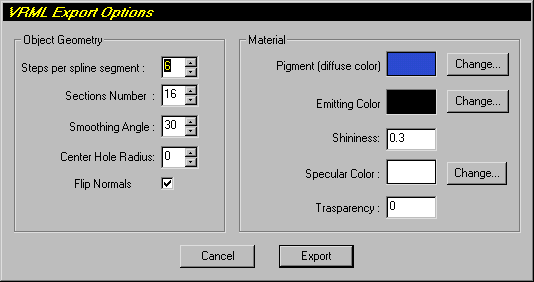 VRML Export Options
Object Geometry
Steps per spline segment : 6
Sections Number : 16
Smoothing Angle : 30
Center Hole Radius: 0
Flip Normals
Material
Pigment (diffuse color) Change...
Emitting Color Change...
Shininess: 0.3
Specular Color : Change...
Trasparency : 0
Cancel Export